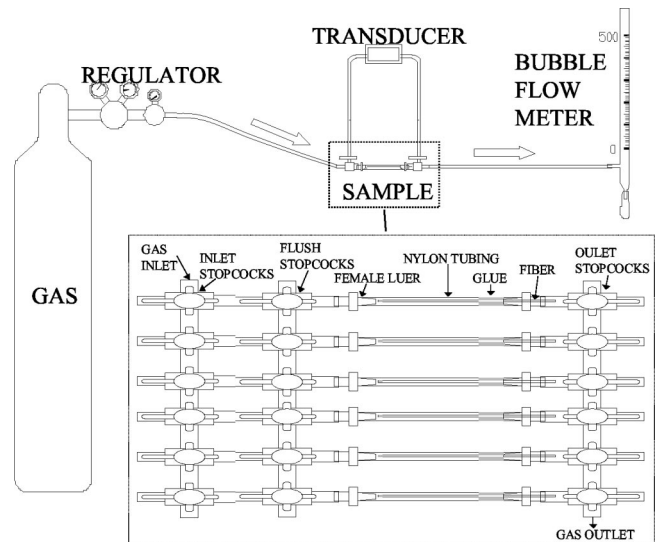 TRANSDUCER
REGULATOR
500
BUBBLE
FLOW
METER
0
SAMPLE
GAS
GAS
INLET
INLET
STOPCOCKS
FLUSH
STOPCOCKS
FEMALE LUER
NYLON TUBING
GLUE
FIBER
OULET
STOPCOCKS
GAS OUTLET